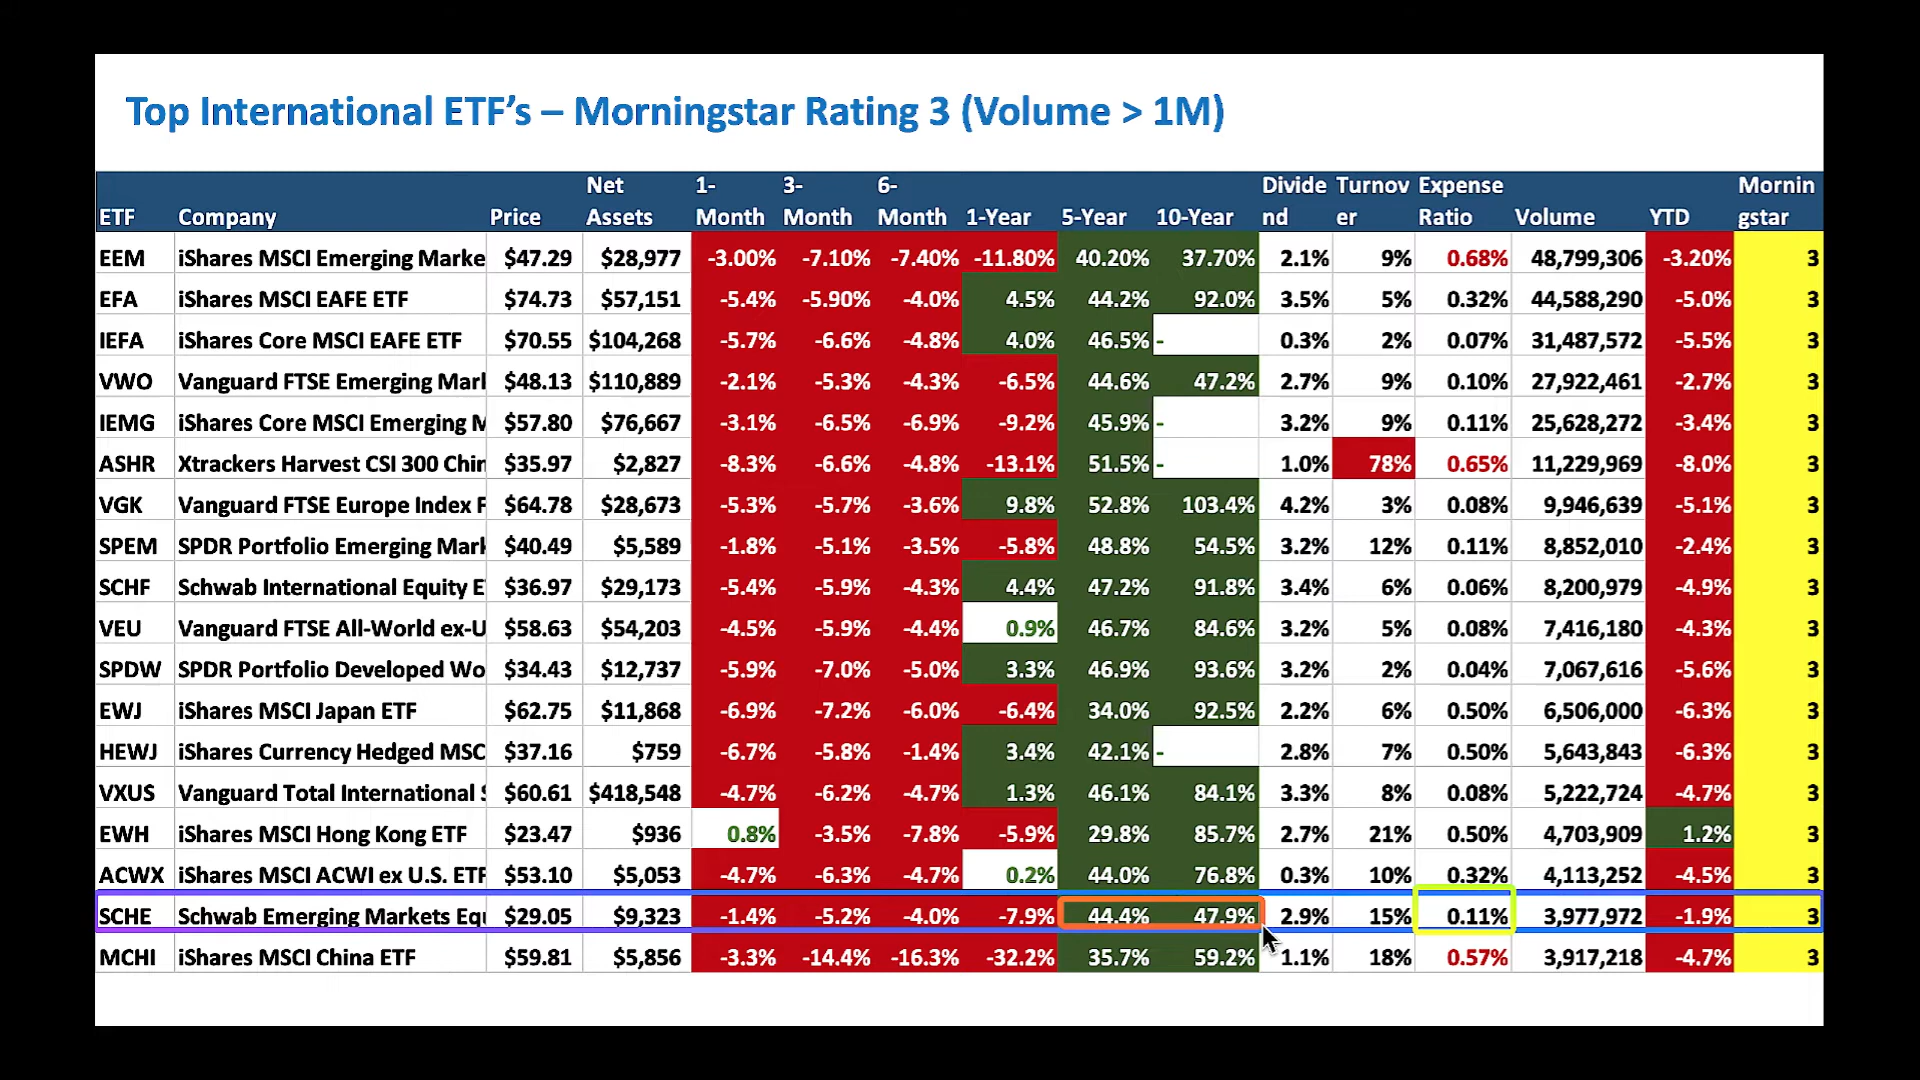 Top International ETF's – Morningstar Rating 3 (Volume > 1M)
ETF Company Price Net Assets 1-Month 3-Month 6-Month 1-Year 5-Year 10-Year Dividend Turnover Expense Ratio Volume YTD Morningstar
EEM iShares MSCI Emerging Marke $47.29 $28,977 -3.00% -7.10% -7.40% -11.80% 40.20% 37.70% 2.1% 9% 0.68% 48,799,306 -3.20% 3
EFA iShares MSCI EAFE ETF $74.73 $57,151 -5.4% -5.90% -4.0% 4.5% 44.2% 92.0% 3.5% 5% 0.32% 44,588,290 -5.0% 3
IEFA iShares Core MSCI EAFE ETF $70.55 $104,268 -5.7% -6.6% -4.8% 4.0% 46.5% - 0.3% 2% 0.07% 31,487,572 -5.5% 3
VWO Vanguard FTSE Emerging Marl $48.13 $110,889 -2.1% -5.3% -4.3% -6.5% 44.6% 47.2% 2.7% 9% 0.10% 27,922,461 -2.7% 3
IEMG iShares Core MSCI Emerging M $57.80 $76,667 -3.1% -6.5% -6.9% -9.2% 45.9% - 3.2% 9% 0.11% 25,628,272 -3.4% 3
ASHR Xtrackers Harvest CSI 300 Chin $35.97 $2,827 -8.3% -6.6% -4.8% -13.1% 51.5% - 1.0% 78% 0.65% 11,229,969 -8.0% 3
VGK Vanguard FTSE Europe Index F $64.78 $28,673 -5.3% -5.7% -3.6% 9.8% 52.8% 103.4% 4.2% 3% 0.08% 9,946,639 -5.1% 3
SPEM SPDR Portfolio Emerging Mark $40.49 $5,589 -1.8% -5.1% -3.5% -5.8% 48.8% 54.5% 3.2% 12% 0.11% 8,852,010 -2.4% 3
SCHF Schwab International Equity E $36.97 $29,173 -5.4% -5.9% -4.3% 4.4% 47.2% 91.8% 3.4% 6% 0.06% 8,200,979 -4.9% 3
VEU Vanguard FTSE All-World ex-U $58.63 $54,203 -4.5% -5.9% -4.4% 0.9% 46.7% 84.6% 3.2% 5% 0.08% 7,416,180 -4.3% 3
SPDW SPDR Portfolio Developed Wo $34.43 $12,737 -5.9% -7.0% -5.0% 3.3% 46.9% 93.6% 3.2% 2% 0.04% 7,067,616 -5.6% 3
EWJ iShares MSCI Japan ETF $62.75 $11,868 -6.9% -7.2% -6.0% -6.4% 34.0% 92.5% 2.2% 6% 0.50% 6,506,000 -6.3% 3
HEWJ iShares Currency Hedged MSC $37.16 $759 -6.7% -5.8% -1.4% 3.4% 42.1% - 2.8% 7% 0.50% 5,643,843 -6.3% 3
VXUS Vanguard Total International S $60.61 $418,548 -4.7% -6.2% -4.7% 1.3% 46.1% 84.1% 3.3% 8% 0.08% 5,222,724 -4.7% 3
EWH iShares MSCI Hong Kong ETF $23.47 $936 0.8% -3.5% -7.8% -5.9% 29.8% 85.7% 2.7% 21% 0.50% 4,703,909 1.2% 3
ACWX iShares MSCI ACWI ex U.S. ETF $53.10 $5,053 -4.7% -6.3% -4.7% 0.2% 44.0% 76.8% 0.3% 10% 0.32% 4,113,252 -4.5% 3
SCHE Schwab Emerging Markets Equ $29.05 $9,323 -1.4% -5.2% -4.0% -7.9% 44.4% 47.9% 2.9% 15% 0.11% 3,977,972 -1.9% 3
MCHI iShares MSCI China ETF $59.81 $5,856 -3.3% -14.4% -16.3% -32.2% 35.7% 59.2% 1.1% 18% 0.57% 3,917,218 -4.7% 3